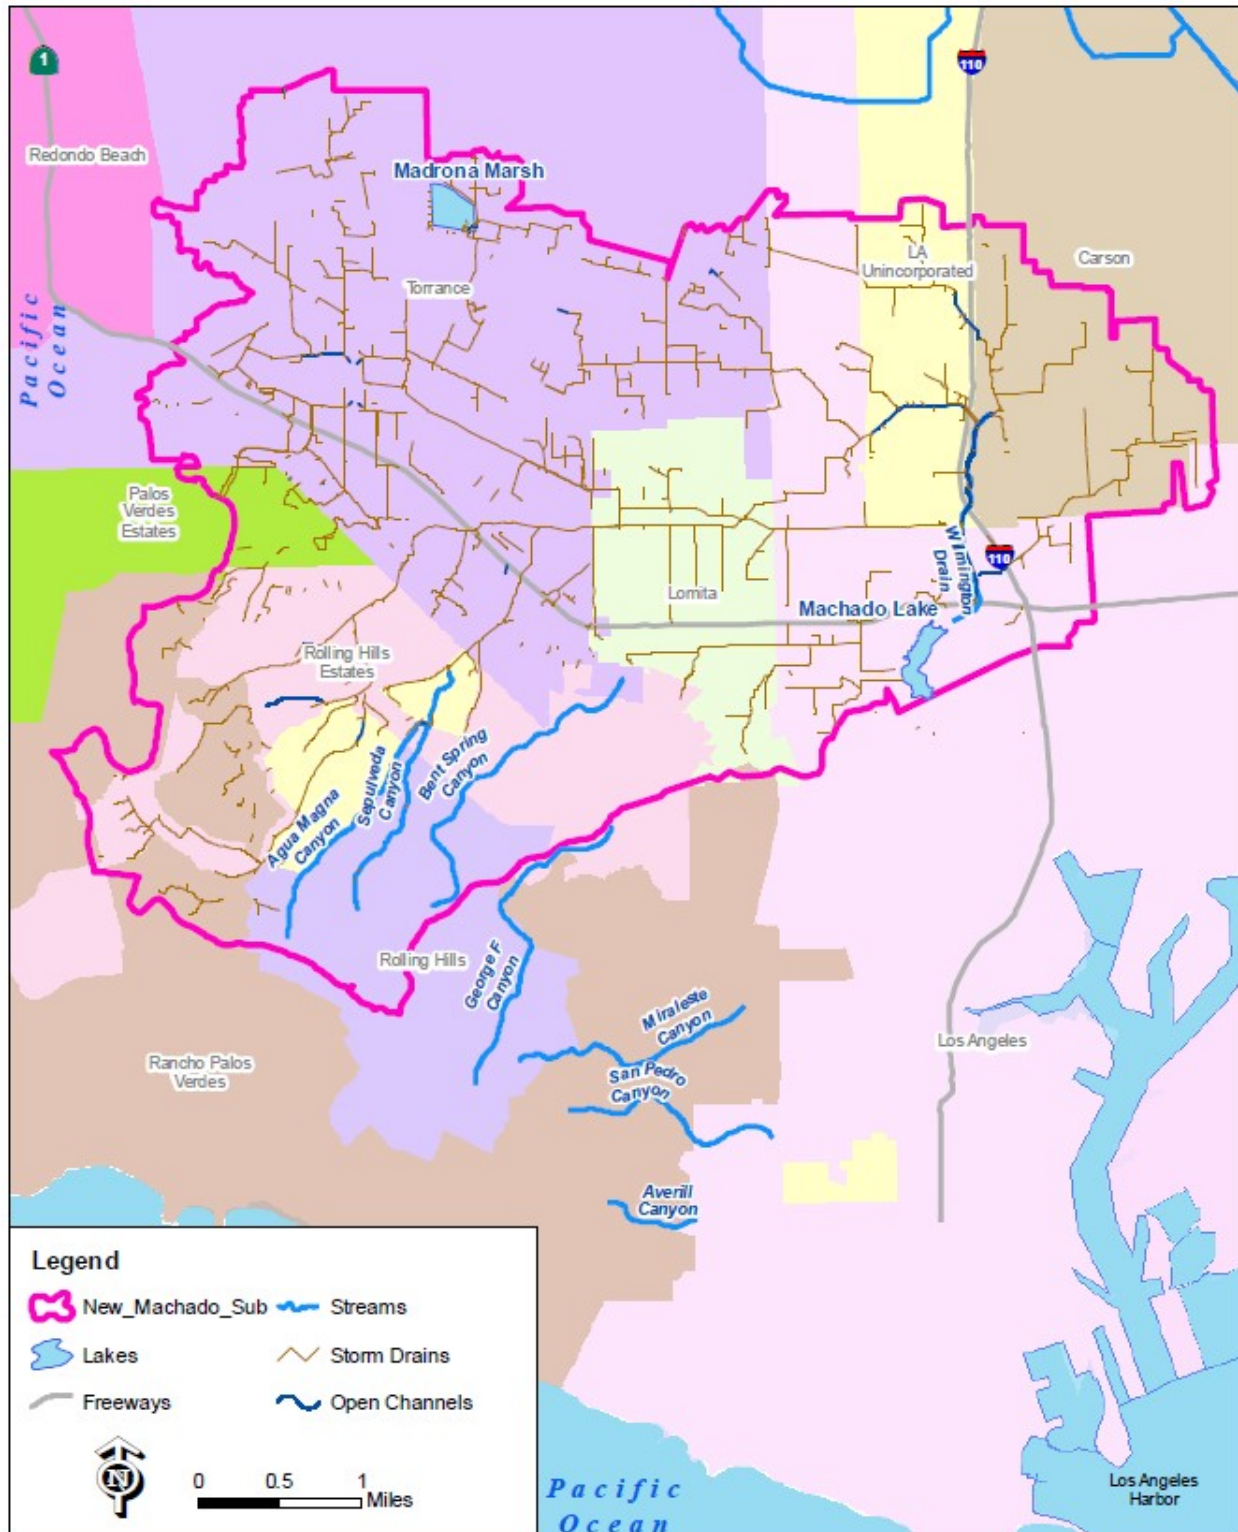 1
110
Redondo Beach
Madrona Marsh
LA
Unincorporated
Carson
Torrance
Pacific
Ocean
Palos
Verdes
Estates
Wilmington
Drain
110
Lomita
Machado Lake
Rolling Hills
Estates
Bent Spring
Canyon
Sepulveda
Canyon
Agua Magna
Canyon
Rolling Hills
George F
Canyon
Miraleste
Canyon
Los Angeles
Rancho Palos
Verdes
San Pedro
Canyon
Averill
Canyon
Legend
New_Machado_Sub
Streams
Lakes
Storm Drains
Freeways
Open Channels
N
0 0.5 1
Miles
Pacific
Ocean
Los Angeles
Harbor